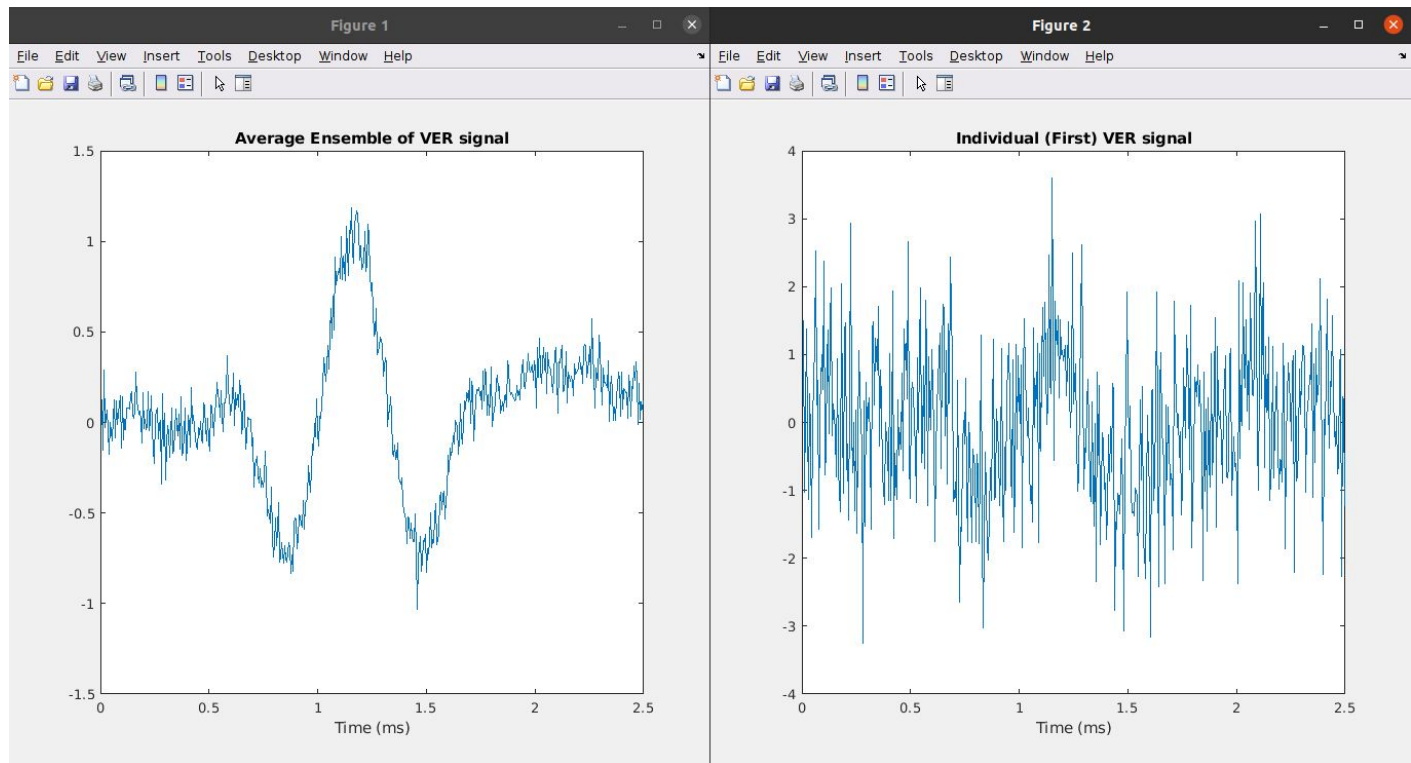 Figure 1
File Edit View Insert Tools Desktop Window Help
Average Ensemble of VER signal
1.5
1
0.5
0
-0.5
-1
-1.5
0 0.5 1 1.5 2 2.5
Time (ms)
Figure 2
File Edit View Insert Tools Desktop Window Help
Individual (First) VER signal
4
3
2
1
0
-1
-2
-3
-4
0 0.5 1 1.5 2 2.5
Time (ms)